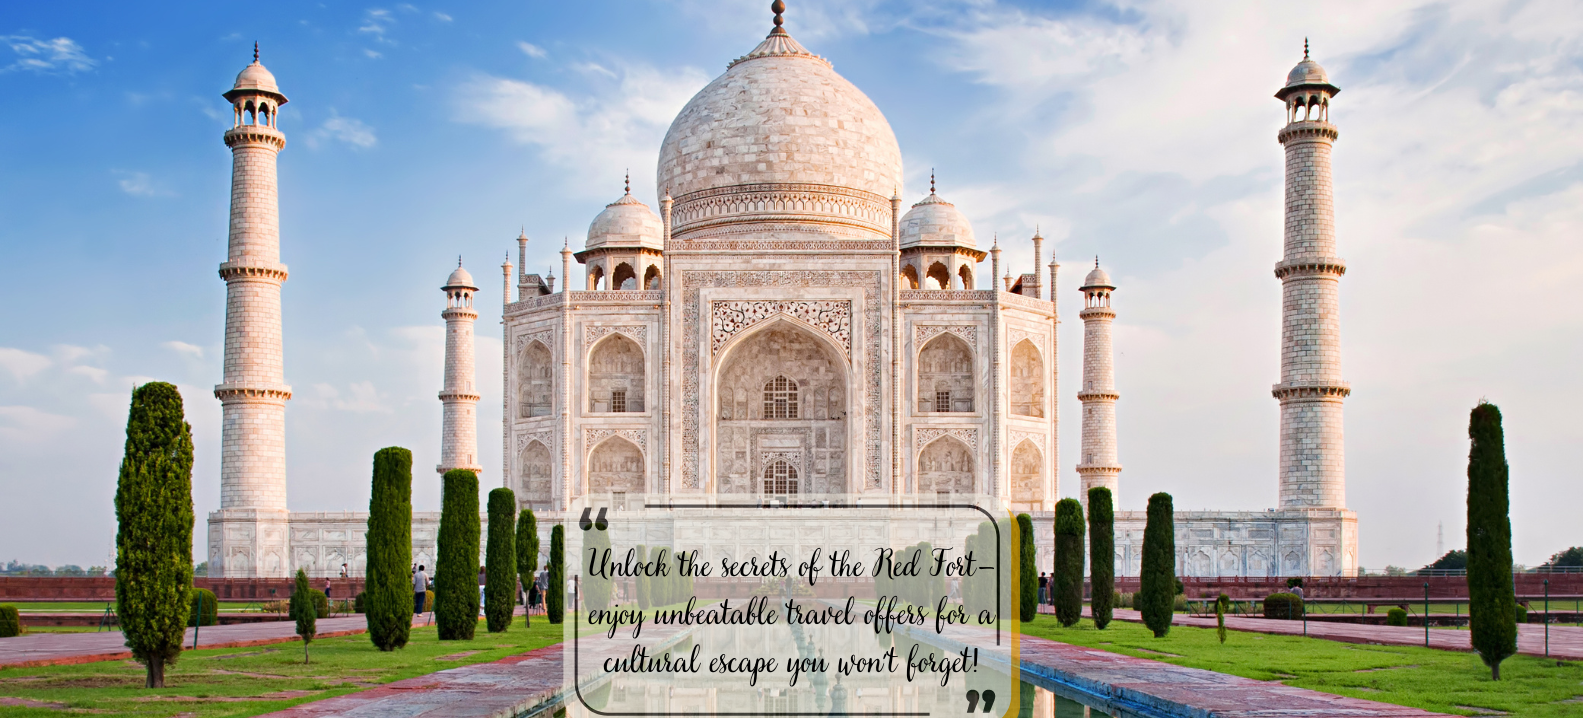 Unlock the secrets of the Red Fort–
enjoy unbeatable travel offers for a
cultural escape you won't forget!